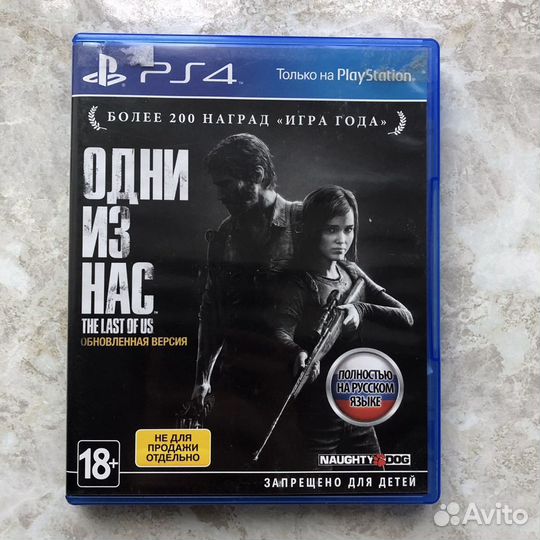 PS4
Только на PlayStation
БОЛЕЕ 200 НАГРАД «ИГРА ГОДА»
ОДНИ
ИЗ
НАС™
THE LAST OF US
ОБНОВЛЕННАЯ ВЕРСИЯ
ПОЛНОСТЬЮ
НА РУССКОМ
ЯЗЫКЕ
НЕ ДЛЯ
ПРОДАЖИ
ОТДЕЛЬНО
18+
NAUGHTY DOG
ЗАПРЕЩЕНО ДЛЯ ДЕТЕЙ
Avito